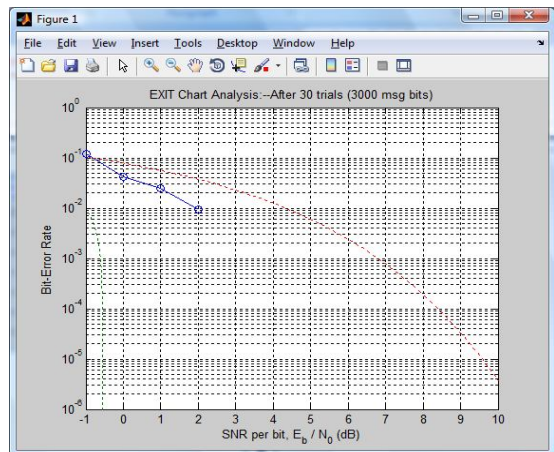 Figure 1
File Edit View Insert Tools Desktop Window Help
EXIT Chart Analysis:--After 30 trials (3000 msg bits)
10^0
10^-1
10^-2
10^-3
10^-4
10^-5
10^-6
Bit-Error Rate
-1 0 1 2 3 4 5 6 7 8 9 10
SNR per bit, E_b / N_0 (dB)